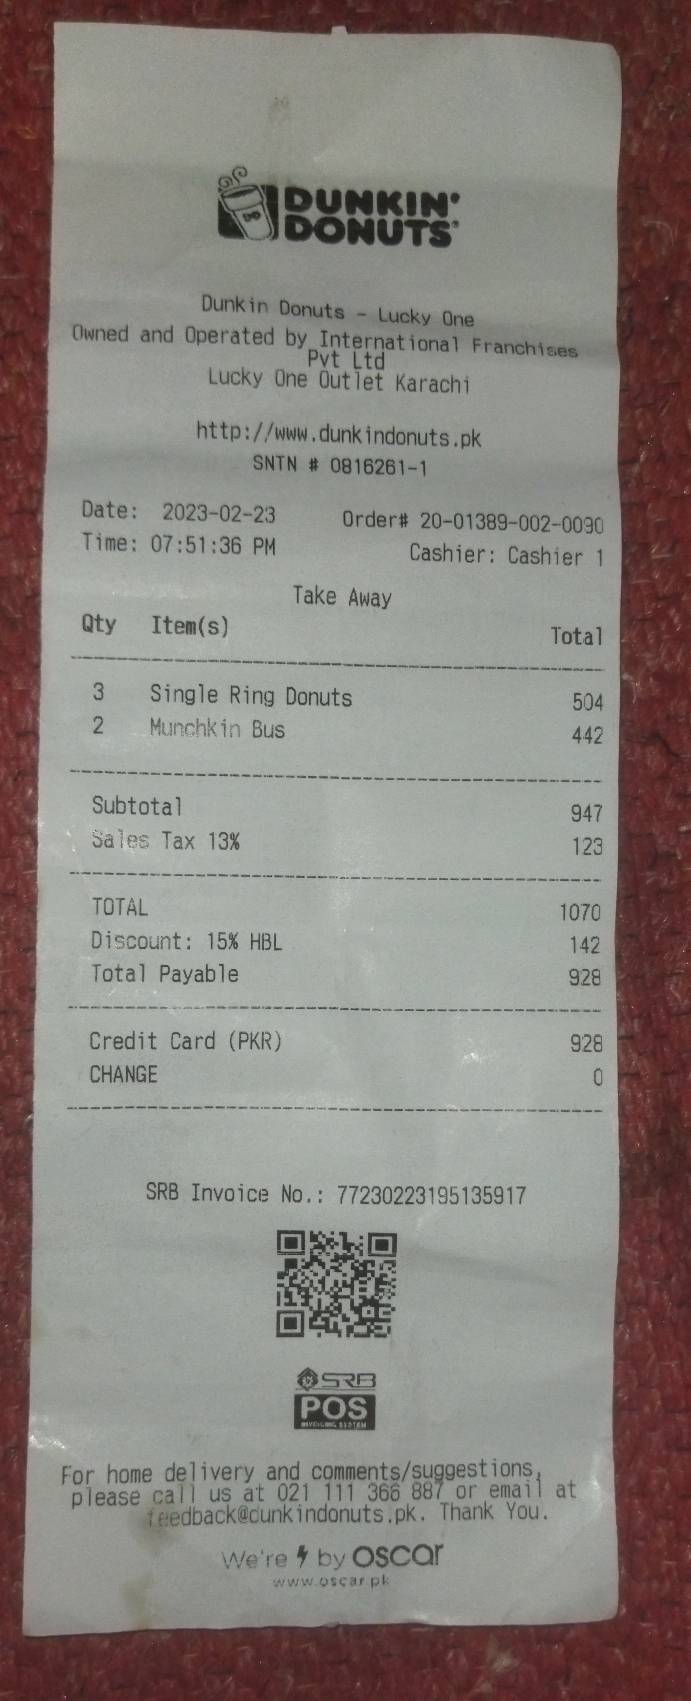 DUNKIN'
DONUTS
Dunkin Donuts - Lucky One
Owned and Operated by International Franchises
Pvt Ltd
Lucky One Outlet Karachi
http://www.dunkindonuts.pk
SNTN # 0816261-1
Date: 2023-02-23 Order# 20-01389-002-0090
Time: 07:51:36 PM Cashier: Cashier 1
Take Away
Qty Item(s) Total
3 Single Ring Donuts 504
2 Munchkin Bus 442
Subtotal 947
Sales Tax 13% 123
TOTAL 1070
Discount: 15% HBL 142
Total Payable 928
Credit Card (PKR) 928
CHANGE 0
SRB Invoice No.: 77230223195135917
SRB
POS
INVOICING SYSTEM
For home delivery and comments/suggestions,
please call us at 021 111 366 887 or email at
feedback@dunkindonuts.pk. Thank You.
We're by OSCAR
www.oscar.pk